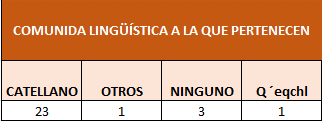 COMUNIDA LINGÜÍSTICA A LA QUE PERTENECEN
CATELLANO OTROS NINGUNO Q´eqchl
23 1 3 1